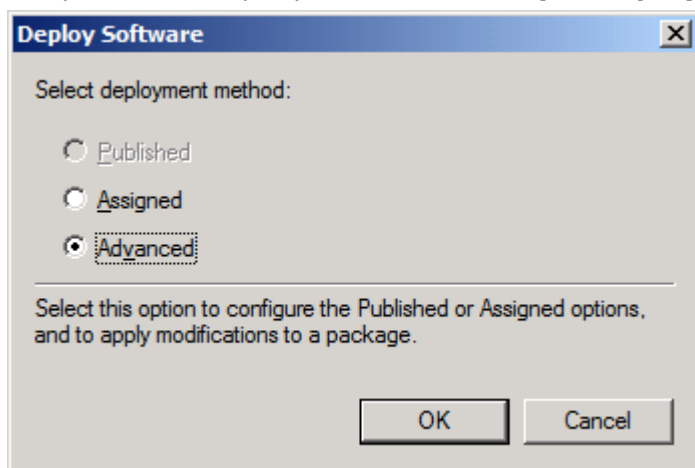 Deploy Software
Select deployment method:
Published
Assigned
Advanced
Select this option to configure the Published or Assigned options,
and to apply modifications to a package.
OK Cancel